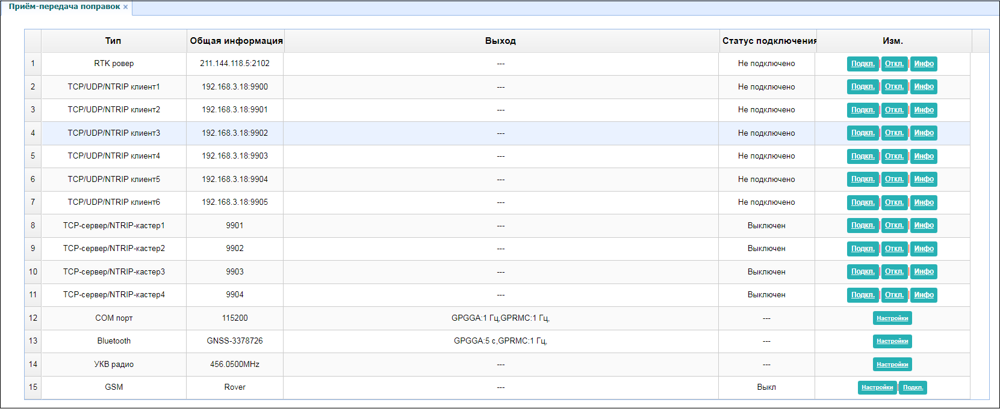 Приём-передача поправок ×
Тип Общая информация Выход Статус подключения Изм.
1 RTK ровер 211.144.118.5:2102 --- Не подключено Подкл. | Откл. | Инфо
2 TCP/UDP/NTRIP клиент1 192.168.3.18:9900 --- Не подключено Подкл. | Откл. | Инфо
3 TCP/UDP/NTRIP клиент2 192.168.3.18:9901 --- Не подключено Подкл. | Откл. | Инфо
4 TCP/UDP/NTRIP клиент3 192.168.3.18:9902 --- Не подключено Подкл. | Откл. | Инфо
5 TCP/UDP/NTRIP клиент4 192.168.3.18:9903 --- Не подключено Подкл. | Откл. | Инфо
6 TCP/UDP/NTRIP клиент5 192.168.3.18:9904 --- Не подключено Подкл. | Откл. | Инфо
7 TCP/UDP/NTRIP клиент6 192.168.3.18:9905 --- Не подключено Подкл. | Откл. | Инфо
8 TCP-сервер/NTRIP-кастер1 9901 --- Выключен Подкл. | Откл. | Инфо
9 TCP-сервер/NTRIP-кастер2 9902 --- Выключен Подкл. | Откл. | Инфо
10 TCP-сервер/NTRIP-кастер3 9903 --- Выключен Подкл. | Откл. | Инфо
11 TCP-сервер/NTRIP-кастер4 9904 --- Выключен Подкл. | Откл. | Инфо
12 COM порт 115200 GPGGA:1 Гц,GPRMC:1 Гц, --- Настройки
13 Bluetooth GNSS-3378726 GPGGA:5 с,GPRMC:1 Гц, --- Настройки
14 УКВ радио 456.0500MHz --- --- Настройки
15 GSM Rover --- Выкл Настройки | Подкл.